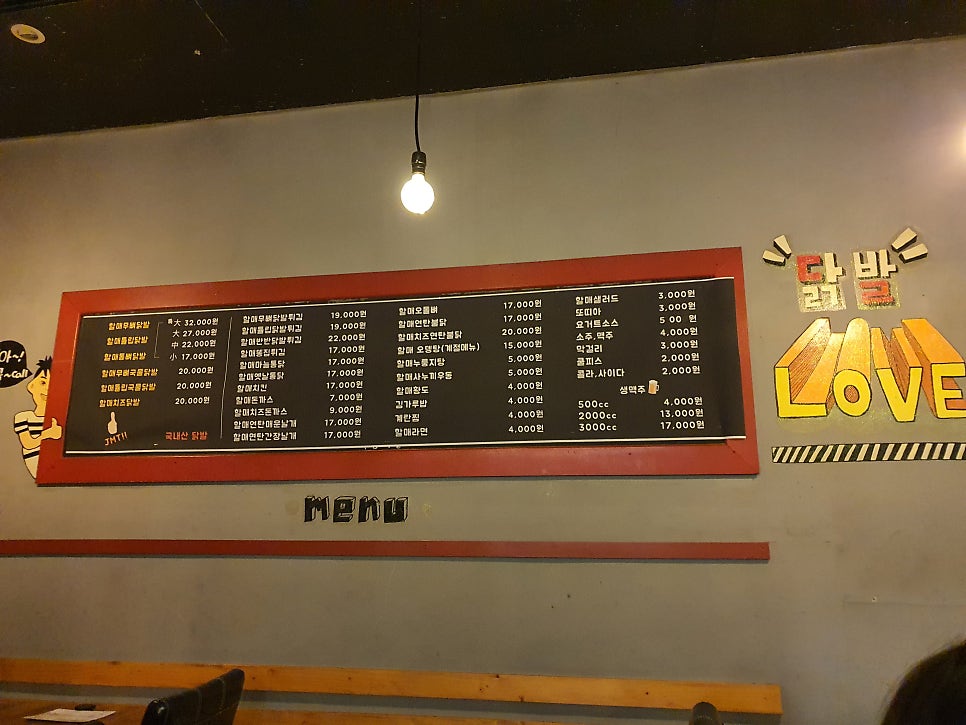 할매무뼈닭발
특大 32,000원
大 27,000원
할매튤립닭발
中 22,000원
할매통뼈닭발
小 17,000원
할매무뼈국물닭발 20,000원
할매튤립국물닭발 20,000원
할매치즈닭발 20,000원
JMT!!
국내산 닭발
할매무뼈닭발튀김 19,000원
할매튤립닭발튀김 19,000원
할매반반닭발튀김 22,000원
할매똥집튀김 17,000원
할매마늘통닭 17,000원
할매옛날통닭 17,000원
할매치킨 17,000원
할매돈까스 7,000원
할매치즈돈까스 9,000원
할매연탄매운날개 17,000원
할매연탄간장날개 17,000원
할매오돌뼈 17,000원
할매연탄불닭 17,000원
할매치즈연탄불닭 20,000원
할매 오뎅탕(계절메뉴) 15,000원
할매누룽지탕 5,000원
할매사누끼우동 5,000원
할매왕도 4,000원
김가루밥 4,000원
계란찜 4,000원
할매라면 4,000원
할매샐러드 3,000원
또띠아 3,000원
요거트소스 5 00 원
소주,맥주 4,000원
막걸리 3,000원
쿨피스 2,000원
콜라,사이다 2,000원
생맥주
500cc 4,000원
2000cc 13,000원
3000cc 17,000원
닭발
LOVE
menu